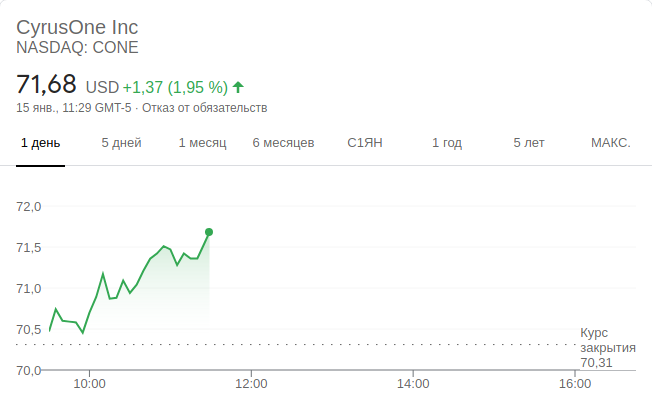 CyrusOne Inc
NASDAQ: CONE
71,68 USD +1,37 (1,95 %)
15 янв., 11:29 GMT-5 · Отказ от обязательств
1 день 5 дней 1 месяц 6 месяцев С1ЯН 1 год 5 лет МАКС.
72,0
71,5
71,0
70,5
Курс
закрытия
70,31
70,0
10:00 12:00 14:00 16:00